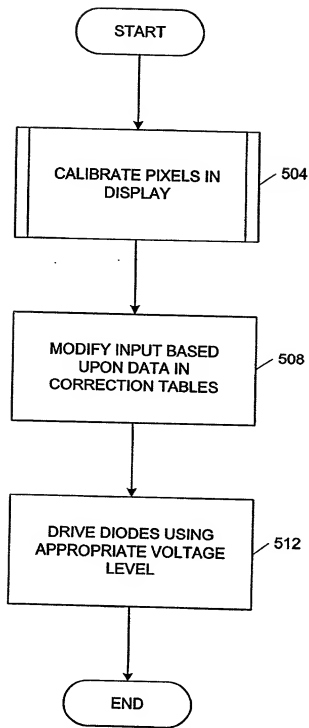 START
CALIBRATE PIXELS IN
DISPLAY
504
MODIFY INPUT BASED
UPON DATA IN
CORRECTION TABLES
508
DRIVE DIODES USING
APPROPRIATE VOLTAGE
LEVEL
512
END